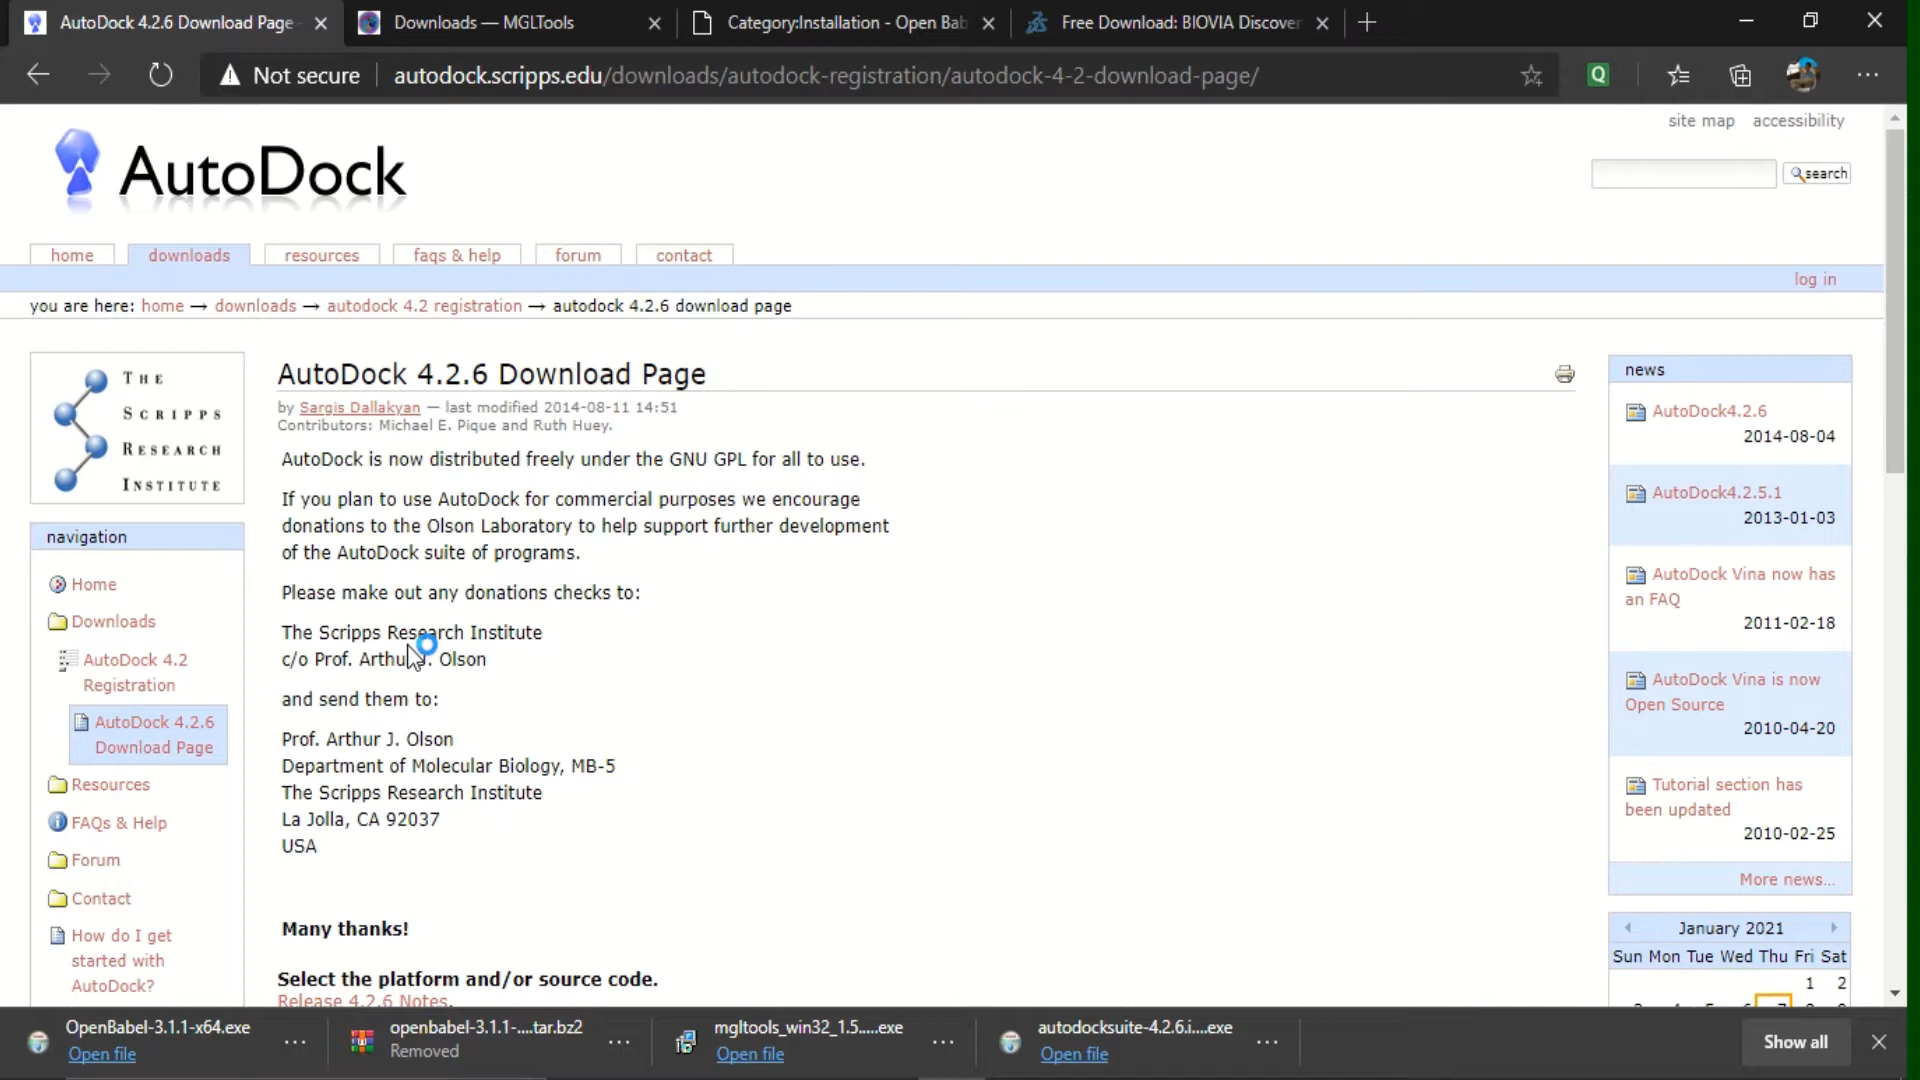 AutoDock 4.2.6 Download Page -
Downloads — MGLTools
Category:Installation - Open Bab
Free Download: BIOVIA Discover
Not secure
autodock.scripps.edu/downloads/autodock-registration/autodock-4-2-download-page/
site map accessibility
AutoDock
search
home downloads resources faqs & help forum contact
log in
you are here: home → downloads → autodock 4.2 registration → autodock 4.2.6 download page
THE
SCRIPPS
RESEARCH
INSTITUTE
navigation
Home
Downloads
AutoDock 4.2
Registration
AutoDock 4.2.6
Download Page
Resources
FAQs & Help
Forum
Contact
How do I get
started with
AutoDock?
AutoDock 4.2.6 Download Page
by Sargis Dallakyan — last modified 2014-08-11 14:51
Contributors: Michael E. Pique and Ruth Huey.
AutoDock is now distributed freely under the GNU GPL for all to use.
If you plan to use AutoDock for commercial purposes we encourage
donations to the Olson Laboratory to help support further development
of the AutoDock suite of programs.
Please make out any donations checks to:
The Scripps Research Institute
c/o Prof. Arthur J. Olson
and send them to:
Prof. Arthur J. Olson
Department of Molecular Biology, MB-5
The Scripps Research Institute
La Jolla, CA 92037
USA
Many thanks!
Select the platform and/or source code.
Release 4.2.6 Notes.
news
AutoDock4.2.6
2014-08-04
AutoDock4.2.5.1
2013-01-03
AutoDock Vina now has
an FAQ
2011-02-18
AutoDock Vina is now
Open Source
2010-04-20
Tutorial section has
been updated
2010-02-25
More news...
January 2021
Sun Mon Tue Wed Thu Fri Sat
1 2
OpenBabel-3.1.1-x64.exe
Open file
openbabel-3.1.1-....tar.bz2
Removed
mgltools_win32_1.5.....exe
Open file
autodocksuite-4.2.6.i....exe
Open file
Show all